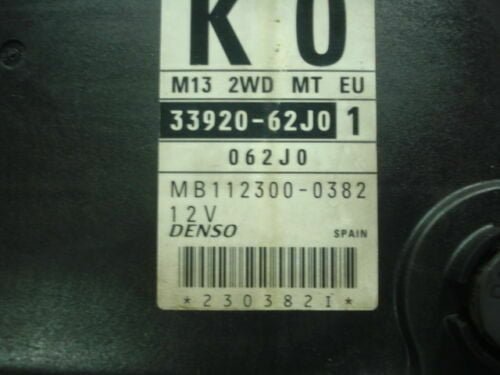 K 0
M13 2WD MT EU
33920-62J0 1
062J0
MB112300-0382
12V
DENSO SPAIN
*230382I*